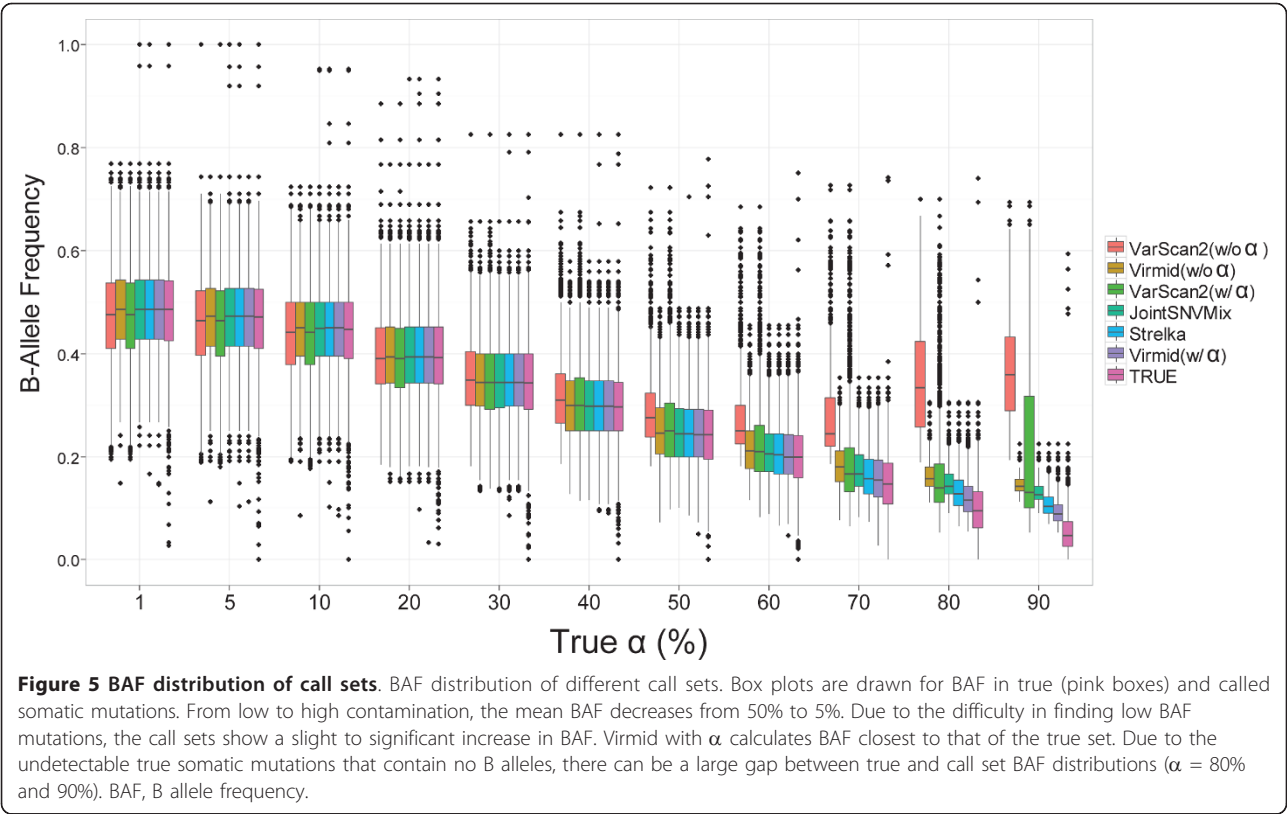 B-Allele Frequency
1.0
0.8
0.6
0.4
0.2
0.0
1 5 10 20 30 40 50 60 70 80 90
True α (%)
VarScan2(w/o α )
Virmid(w/o α)
VarScan2(w/ α)
JointSNVMix
Strelka
Virmid(w/ α)
TRUE
Figure 5 BAF distribution of call sets. BAF distribution of different call sets. Box plots are drawn for BAF in true (pink boxes) and called
somatic mutations. From low to high contamination, the mean BAF decreases from 50% to 5%. Due to the difficulty in finding low BAF
mutations, the call sets show a slight to significant increase in BAF. Virmid with α calculates BAF closest to that of the true set. Due to the
undetectable true somatic mutations that contain no B alleles, there can be a large gap between true and call set BAF distributions (α = 80%
and 90%). BAF, B allele frequency.